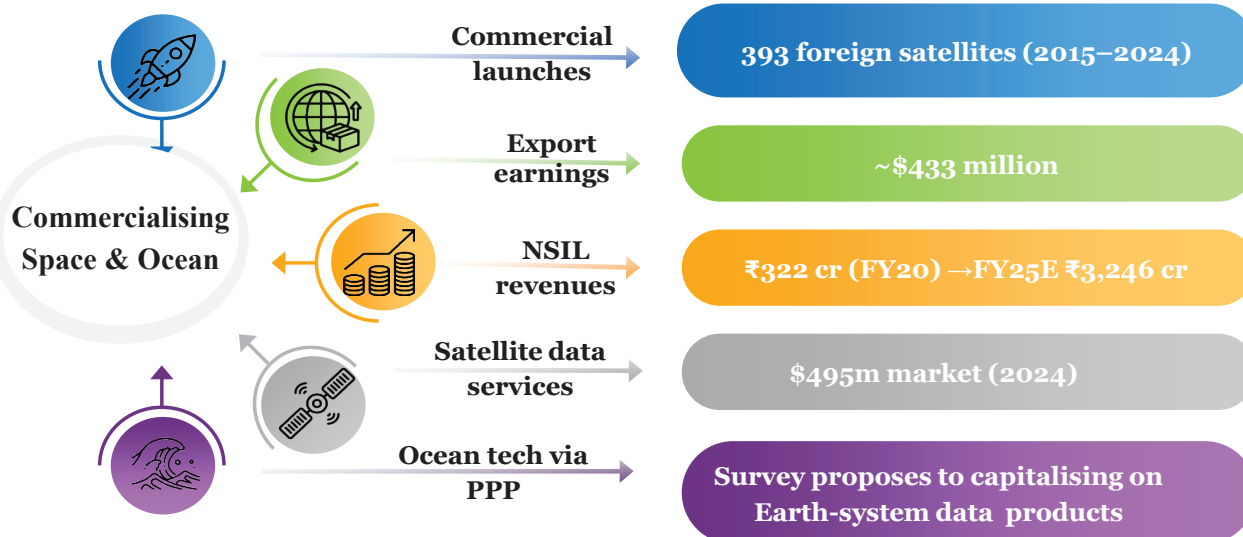 Commercialising
Space & Ocean
Commercial
launches
393 foreign satellites (2015–2024)
Export
earnings
~$433 million
NSIL
revenues
₹322 cr (FY20) →FY25E ₹3,246 cr
Satellite data
services
$495m market (2024)
Ocean tech via
PPP
Survey proposes to capitalising on
Earth-system data products